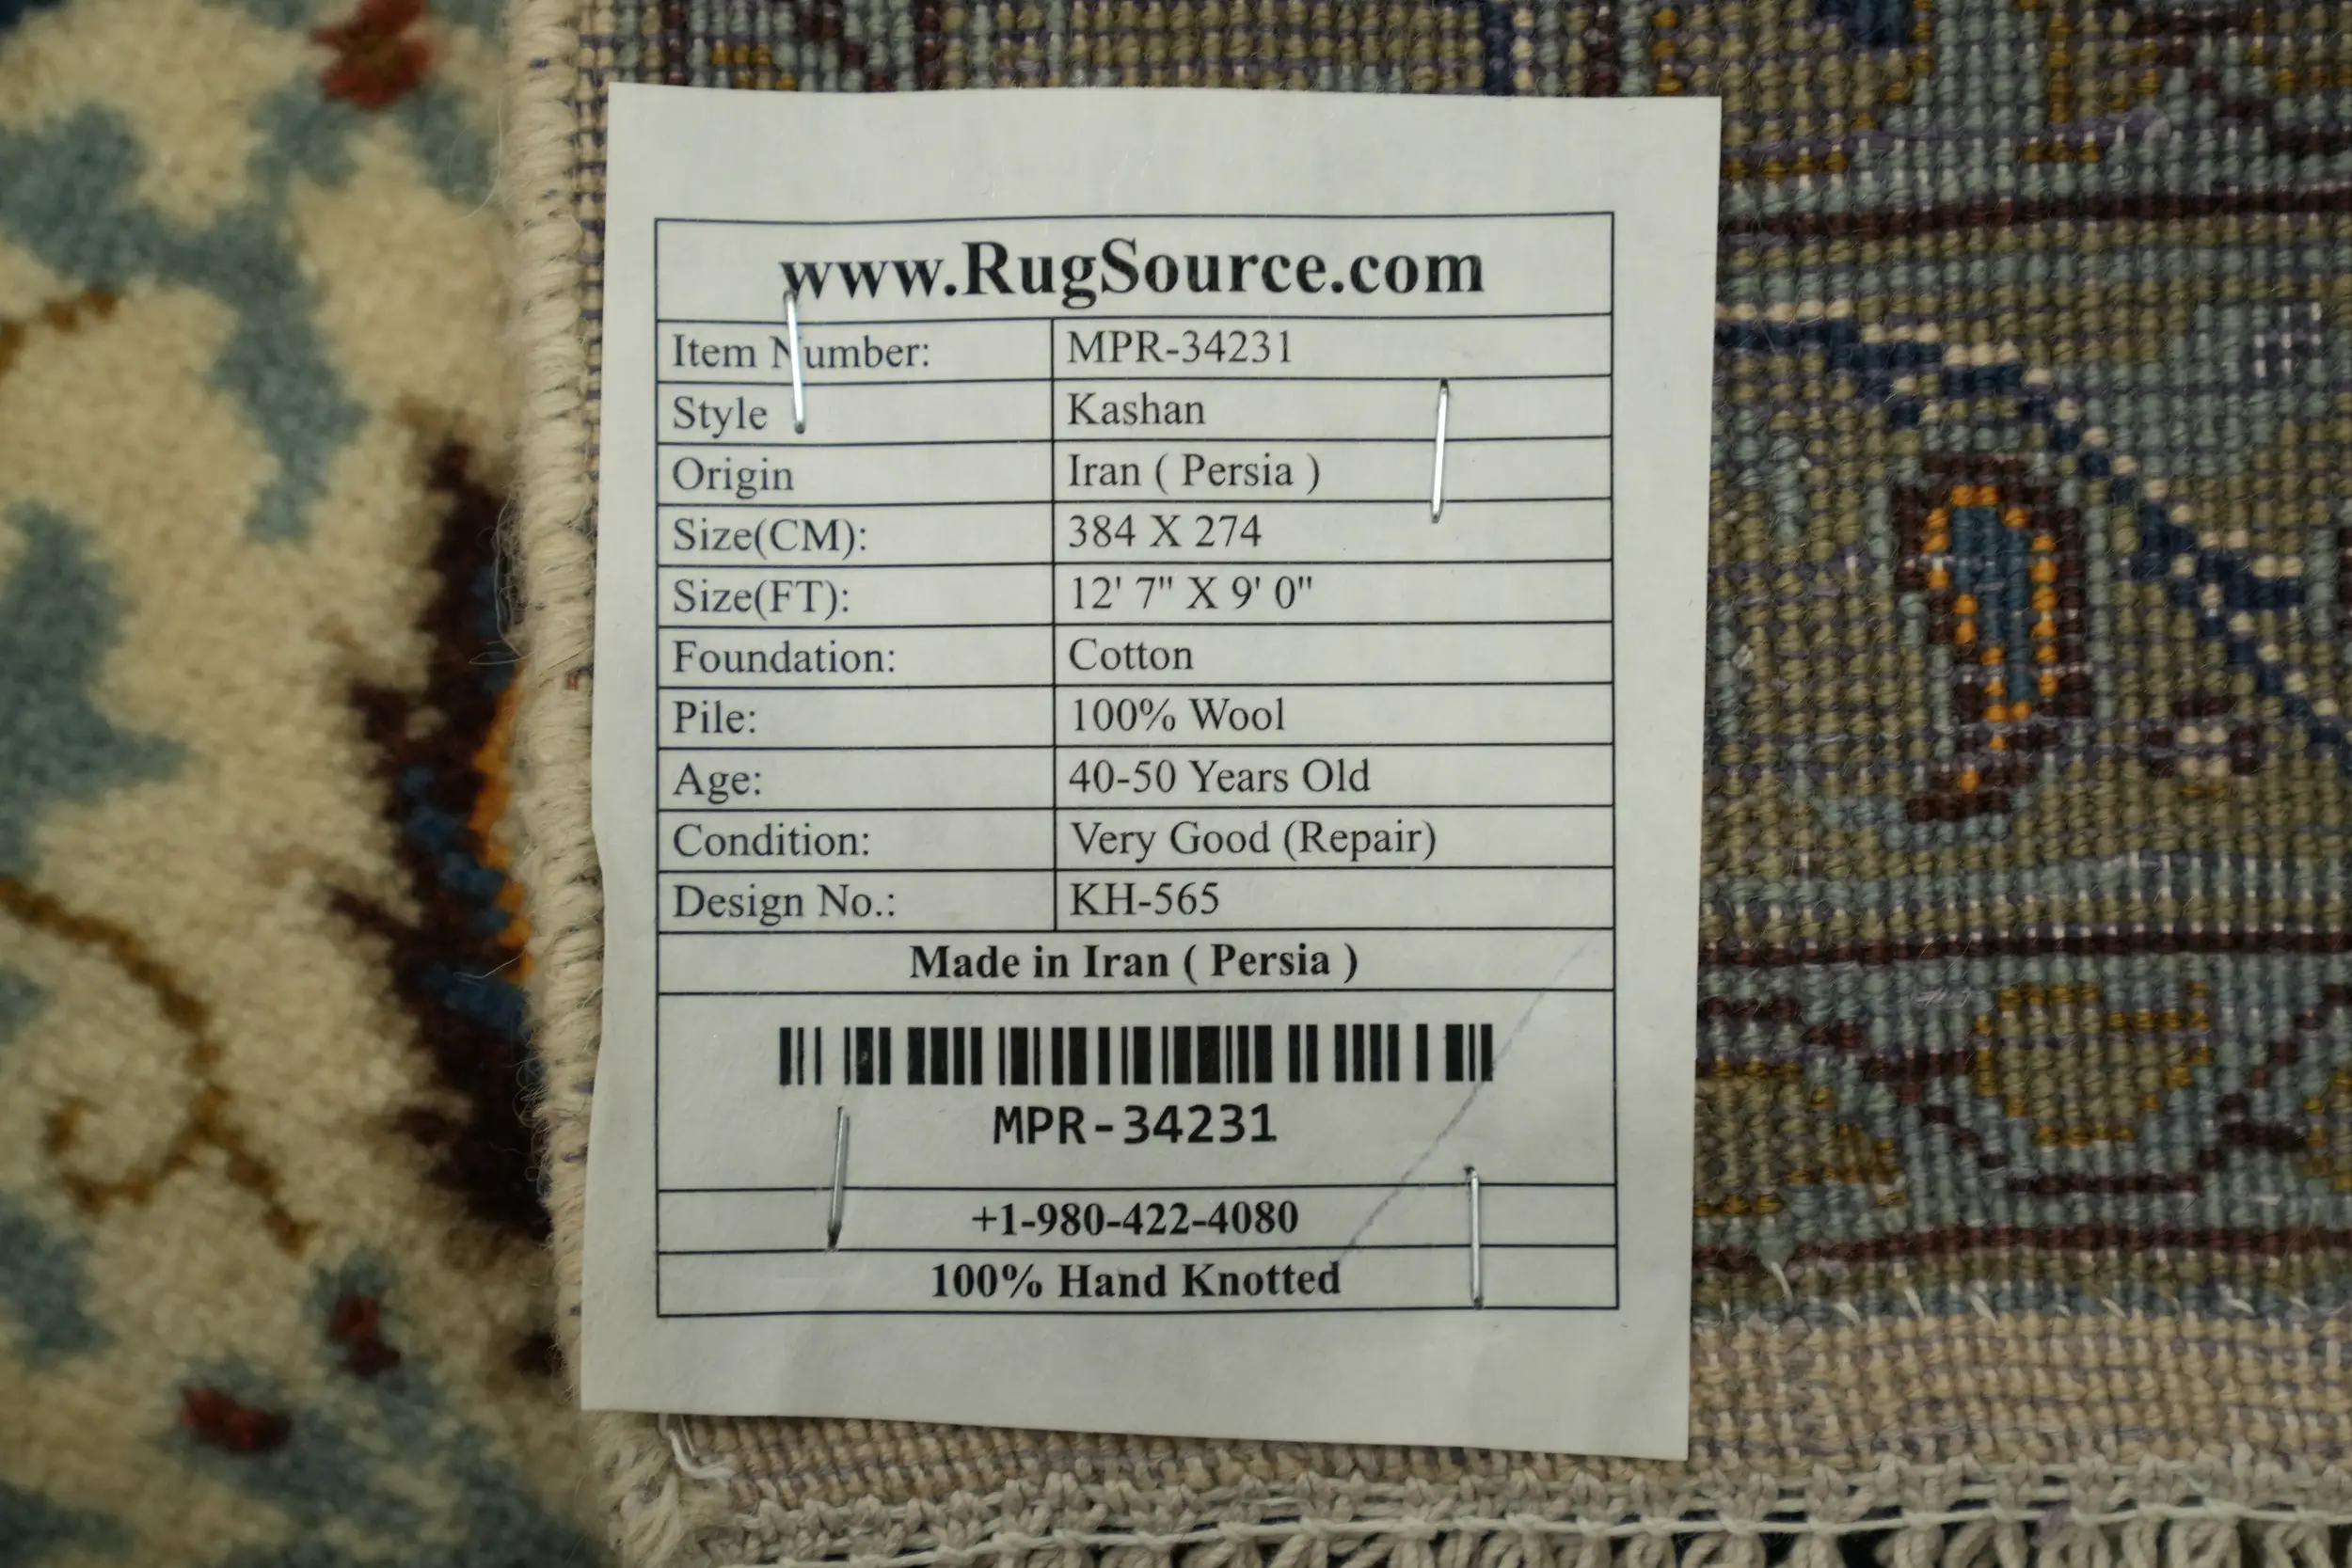 www.RugSource.com
Item Number: MPR-34231
Style Kashan
Origin Iran ( Persia )
Size(CM): 384 X 274
Size(FT): 12' 7" X 9' 0"
Foundation: Cotton
Pile: 100% Wool
Age: 40-50 Years Old
Condition: Very Good (Repair)
Design No.: KH-565
Made in Iran ( Persia )
MPR-34231
+1-980-422-4080
100% Hand Knotted